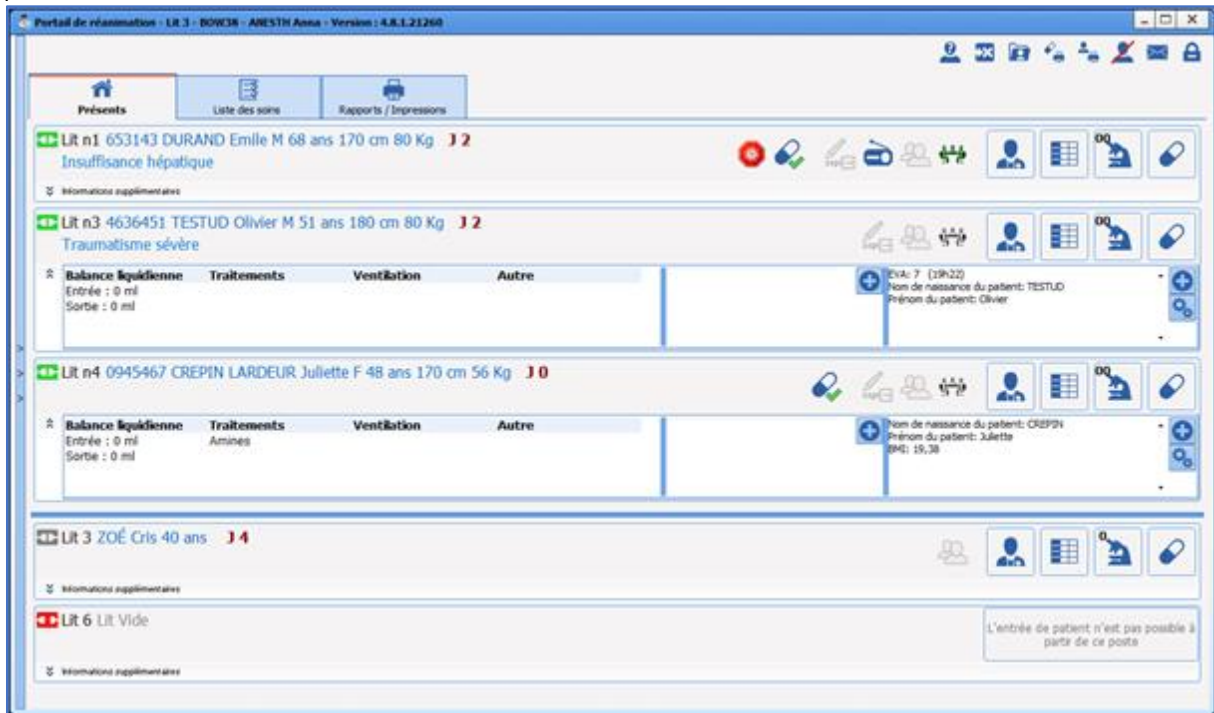 Portail de réanimation - Lit 3 - BOW38 - ANESTH Anna - Version : 4.8.1.21260
Présents Liste des soins Rapports / Impressions
Lit n1 653143 DURAND Emile M 68 ans 170 cm 80 Kg J 2
Insuffisance hépatique
Informations supplémentaires
Lit n3 4636451 TESTUD Olivier M 51 ans 180 cm 80 Kg J 2
Traumatisme sévère
Balance liquidienne Traitements Ventilation Autre
Entrée : 0 ml
Sortie : 0 ml
EVA: 7 (19h22)
Nom de naissance du patient: TESTUD
Prénom du patient: Olivier
Lit n4 0945467 CREPIN LARDEUR Juliette F 48 ans 170 cm 56 Kg J 0
Balance liquidienne Traitements Ventilation Autre
Entrée : 0 ml Amines
Sortie : 0 ml
Nom de naissance du patient: CREPIN
Prénom du patient: Juliette
BMI: 19,38
Lit 3 ZOÉ Cris 40 ans J 4
Informations supplémentaires
Lit 6 Lit Vide
L'entrée de patient n'est pas possible à
partir de ce poste
Informations supplémentaires